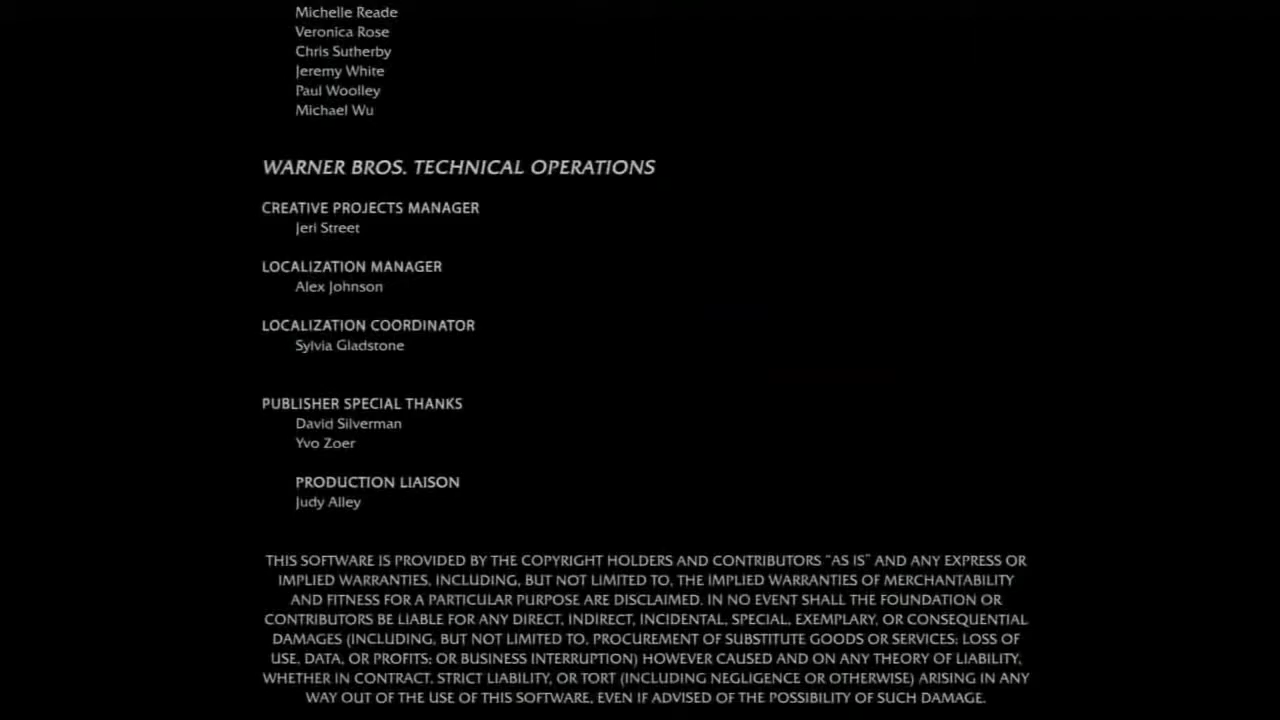 Michelle Reade
Veronica Rose
Chris Sutherby
Jeremy White
Paul Woolley
Michael Wu
WARNER BROS. TECHNICAL OPERATIONS
CREATIVE PROJECTS MANAGER
Jeri Street
LOCALIZATION MANAGER
Alex Johnson
LOCALIZATION COORDINATOR
Sylvia Gladstone
PUBLISHER SPECIAL THANKS
David Silverman
Yvo Zoer
PRODUCTION LIAISON
Judy Alley
THIS SOFTWARE IS PROVIDED BY THE COPYRIGHT HOLDERS AND CONTRIBUTORS “AS IS” AND ANY EXPRESS OR
IMPLIED WARRANTIES, INCLUDING, BUT NOT LIMITED TO, THE IMPLIED WARRANTIES OF MERCHANTABILITY
AND FITNESS FOR A PARTICULAR PURPOSE ARE DISCLAIMED. IN NO EVENT SHALL THE FOUNDATION OR
CONTRIBUTORS BE LIABLE FOR ANY DIRECT, INDIRECT, INCIDENTAL, SPECIAL, EXEMPLARY, OR CONSEQUENTIAL
DAMAGES (INCLUDING, BUT NOT LIMITED TO, PROCUREMENT OF SUBSTITUTE GOODS OR SERVICES; LOSS OF
USE, DATA, OR PROFITS; OR BUSINESS INTERRUPTION) HOWEVER CAUSED AND ON ANY THEORY OF LIABILITY,
WHETHER IN CONTRACT, STRICT LIABILITY, OR TORT (INCLUDING NEGLIGENCE OR OTHERWISE) ARISING IN ANY
WAY OUT OF THE USE OF THIS SOFTWARE, EVEN IF ADVISED OF THE POSSIBILITY OF SUCH DAMAGE.